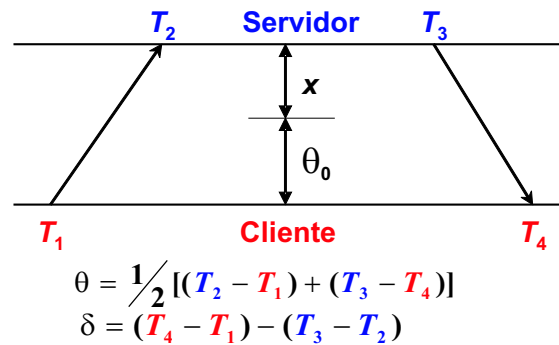 T₂ Servidor T₃
x
θ₀
T₁ Cliente T₄
θ = 1/2 [(T₂ − T₁) + (T₃ − T₄)]
δ = (T₄ − T₁) − (T₃ − T₂)